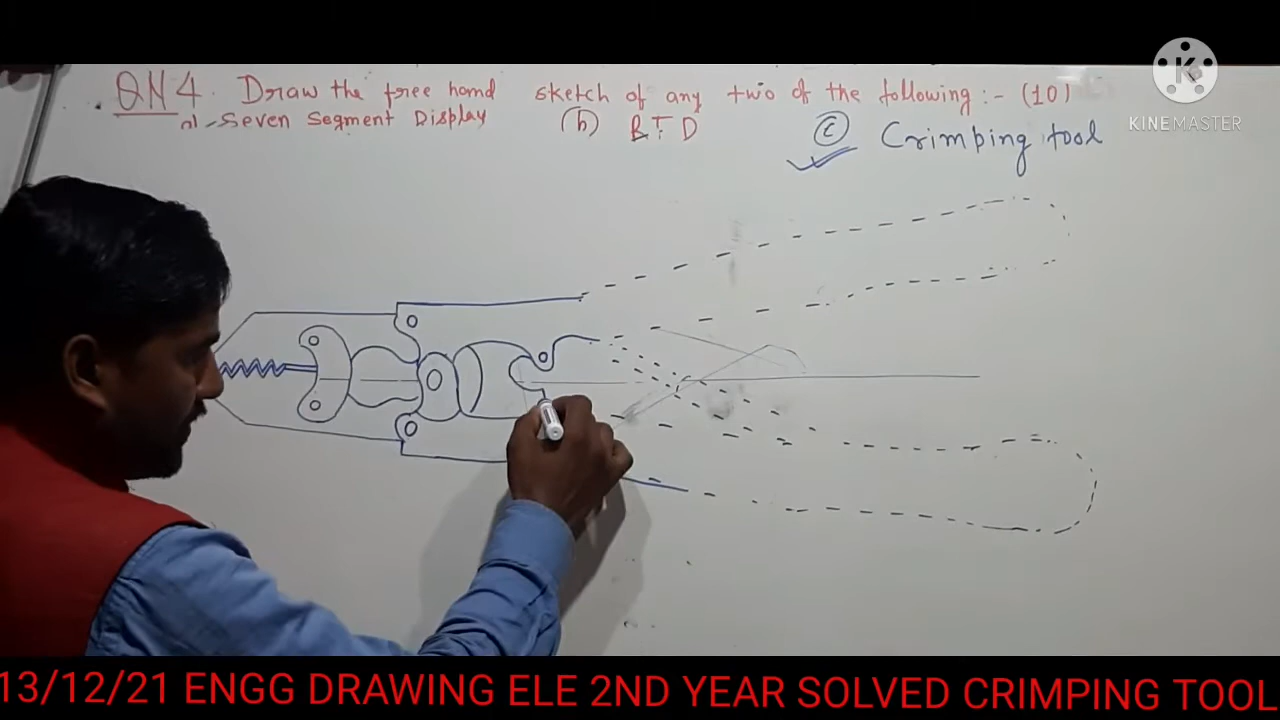 QN 4. Draw the free hand sketch of any two of the following :- (10)
a) - Seven Segment Display (b) B.T.D (c) Crimping tool
K
KINEMASTER
13/12/21 ENGG DRAWING ELE 2ND YEAR SOLVED CRIMPING TOOL